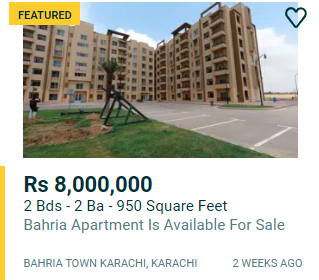 FEATURED
Rs 8,000,000
2 Bds - 2 Ba - 950 Square Feet
Bahria Apartment Is Available For Sale
BAHRIA TOWN KARACHI, KARACHI 2 WEEKS AGO